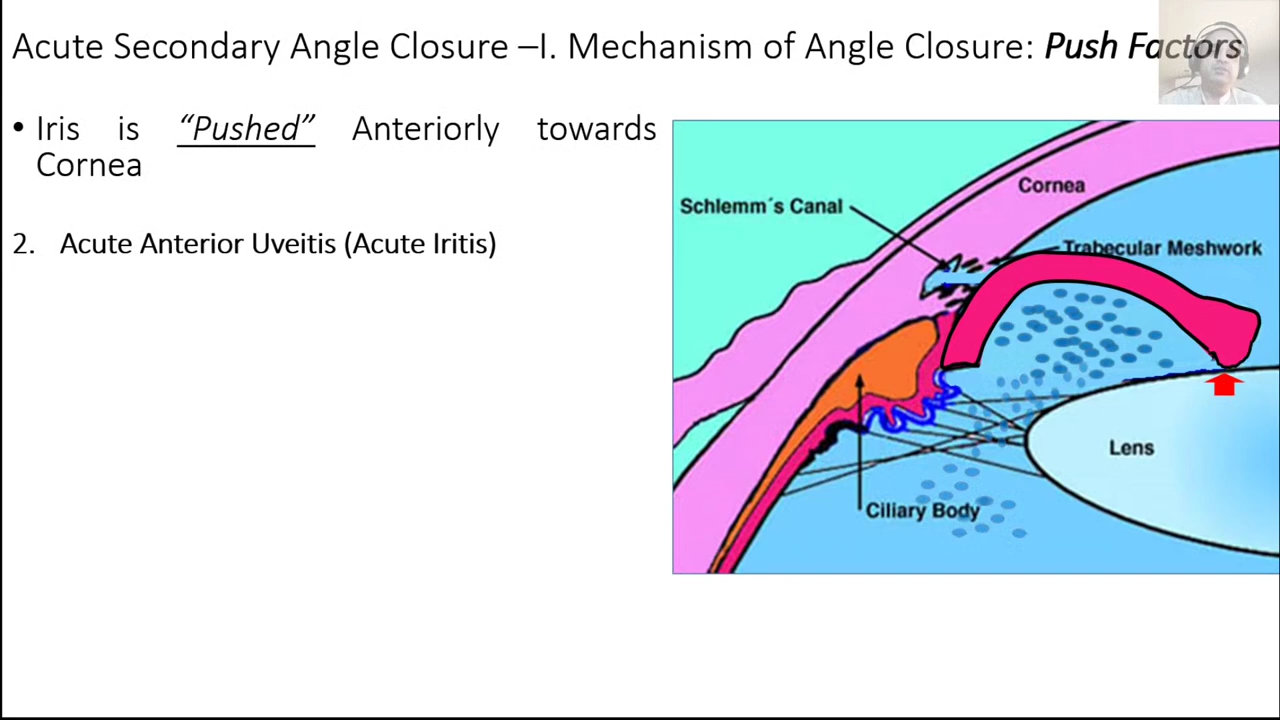 Acute Secondary Angle Closure –I. Mechanism of Angle Closure: Push Factors
• Iris is “Pushed” Anteriorly towards
Cornea
2. Acute Anterior Uveitis (Acute Iritis)
Cornea
Schlemm´s Canal
Trabecular Meshwork
Lens
Ciliary Body